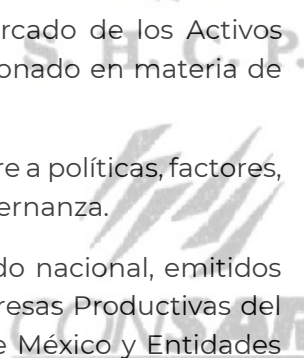 rcado de los Activos
S. H. C. P.
onado en materia de
re a políticas, factores,
ernanza.
do nacional, emitidos
resas Productivas del
CONSAR
e México y Entidades